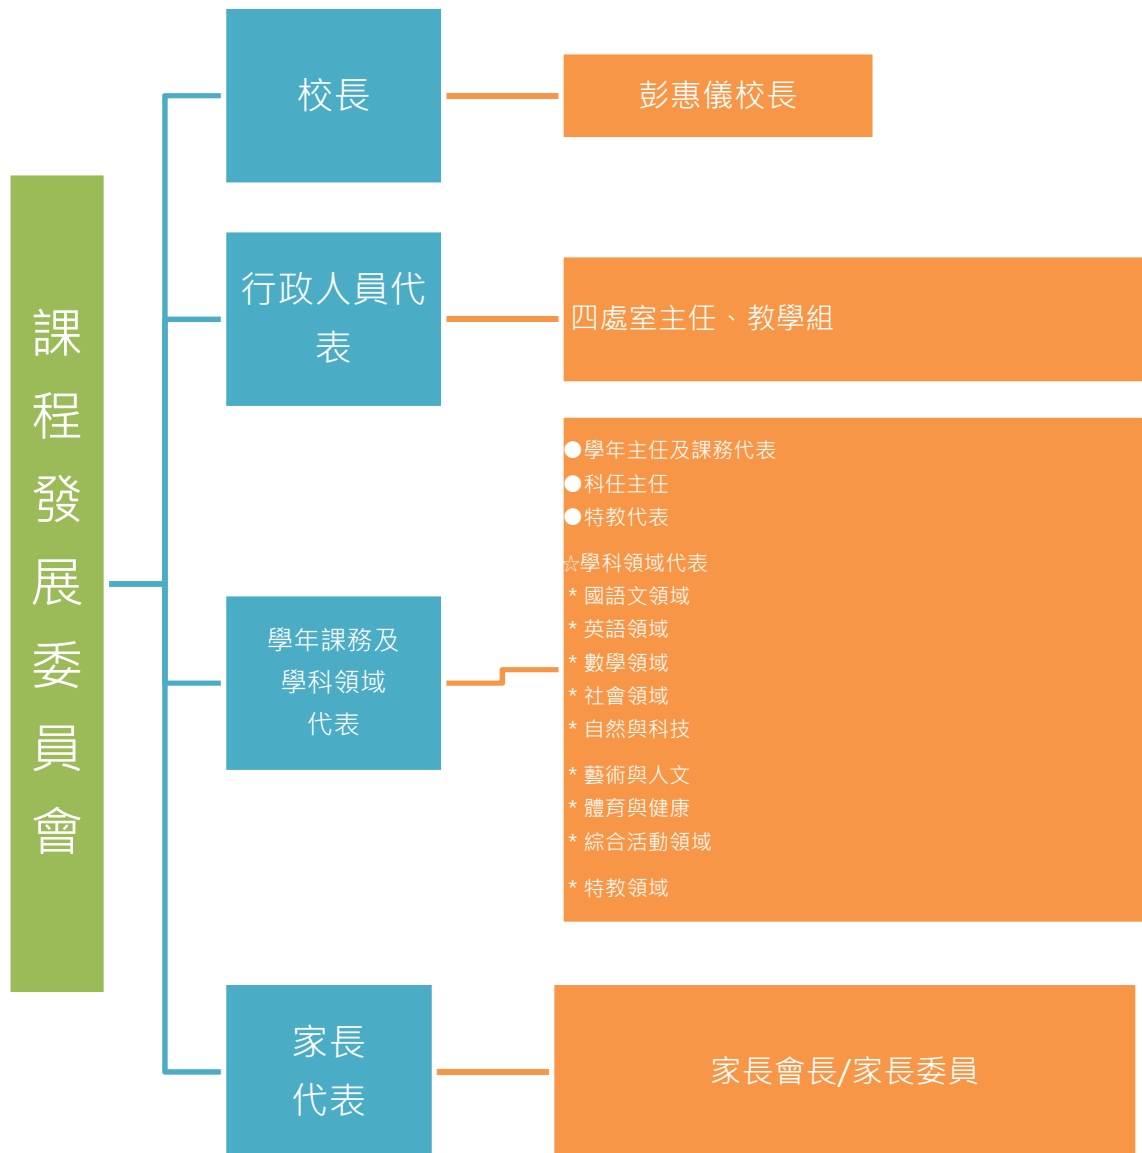 課程發展委員會
校長
彭惠儀校長
行政人員代
表
四處室主任、教學組
學年課務及
學科領域
代表
●學年主任及課務代表
●科任主任
●特教代表
☆學科領域代表
* 國語文領域
* 英語領域
* 數學領域
* 社會領域
* 自然與科技
* 藝術與人文
* 體育與健康
* 綜合活動領域
* 特教領域
家長
代表
家長會長/家長委員